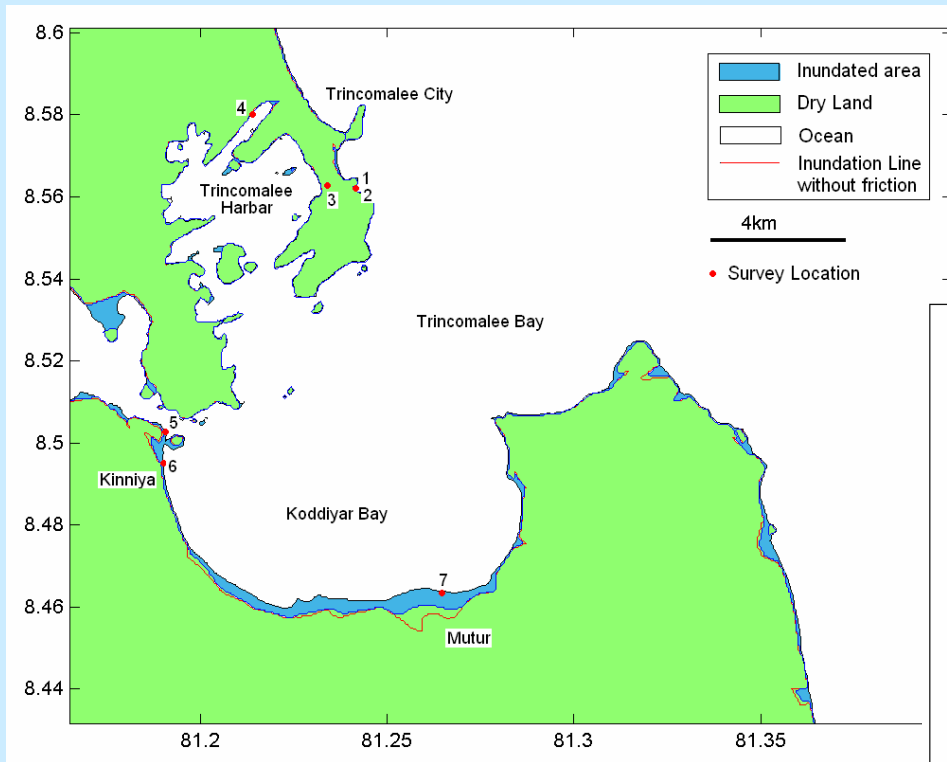 8.6
8.58
8.56
8.54
8.52
8.5
8.48
8.46
8.44
81.2
81.25
81.3
81.35
Trincomalee City
4
1
2
3
Trincomalee
Harbar
Trincomalee Bay
5
6
Kinniya
Koddiyar Bay
7
Mutur
Inundated area
Dry Land
Ocean
Inundation Line
without friction
4km
Survey Location